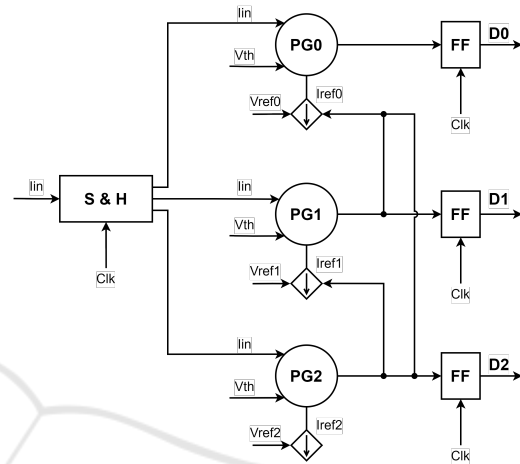 Iin
PG0
FF
D0
Vth
Vref0
Iref0
Clk
Iin
S & H
Clk
Iin
PG1
FF
D1
Vth
Vref1
Iref1
Clk
Iin
PG2
FF
D2
Vth
Vref2
Iref2
Clk